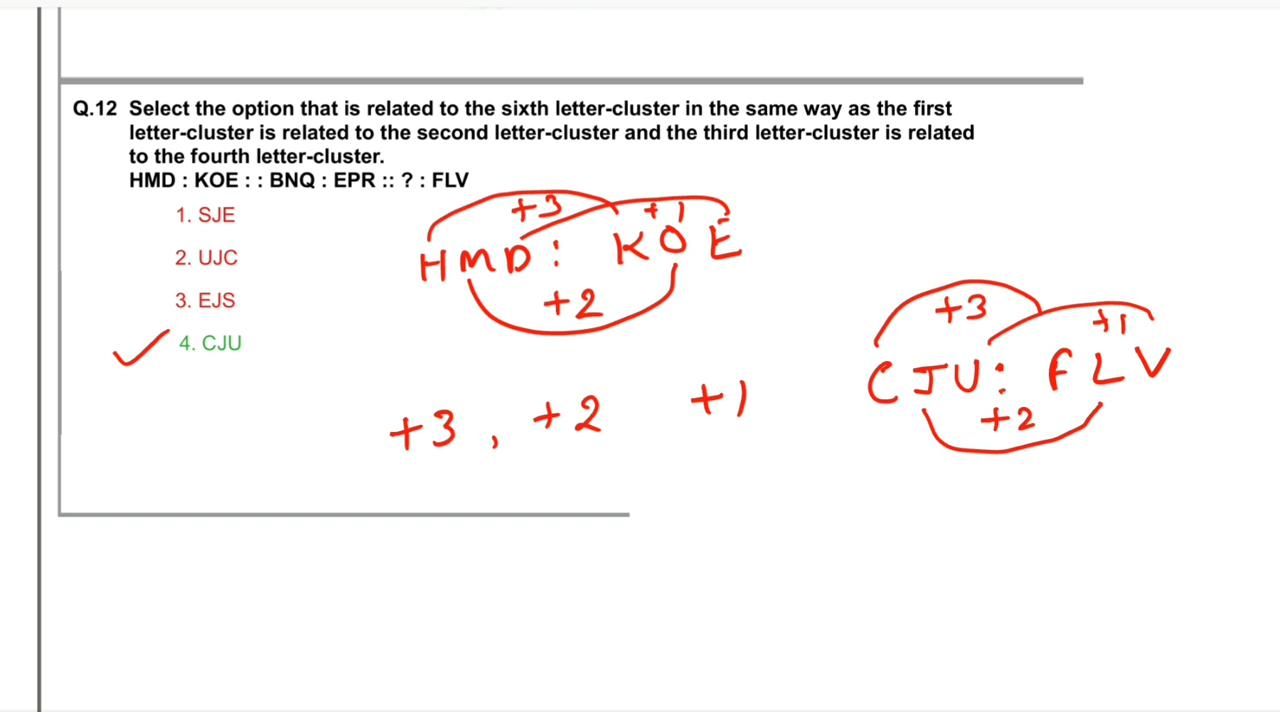 Q.12 Select the option that is related to the sixth letter-cluster in the same way as the first
letter-cluster is related to the second letter-cluster and the third letter-cluster is related
to the fourth letter-cluster.
HMD : KOE : : BNQ : EPR :: ? : FLV
1. SJE
2. UJC
3. EJS
4. CJU
+3 +1
HMD: KOE
+2
+3 +1
CJU: FLV
+2
+3, +2 +1